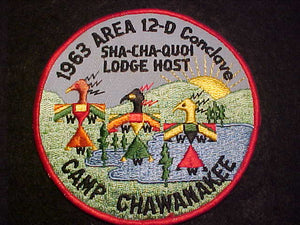 1963 AREA 12-D Conclave
SHA-CHA-QUOI
LODGE HOST
W W W
W W W
CAMP CHAWANAKEE